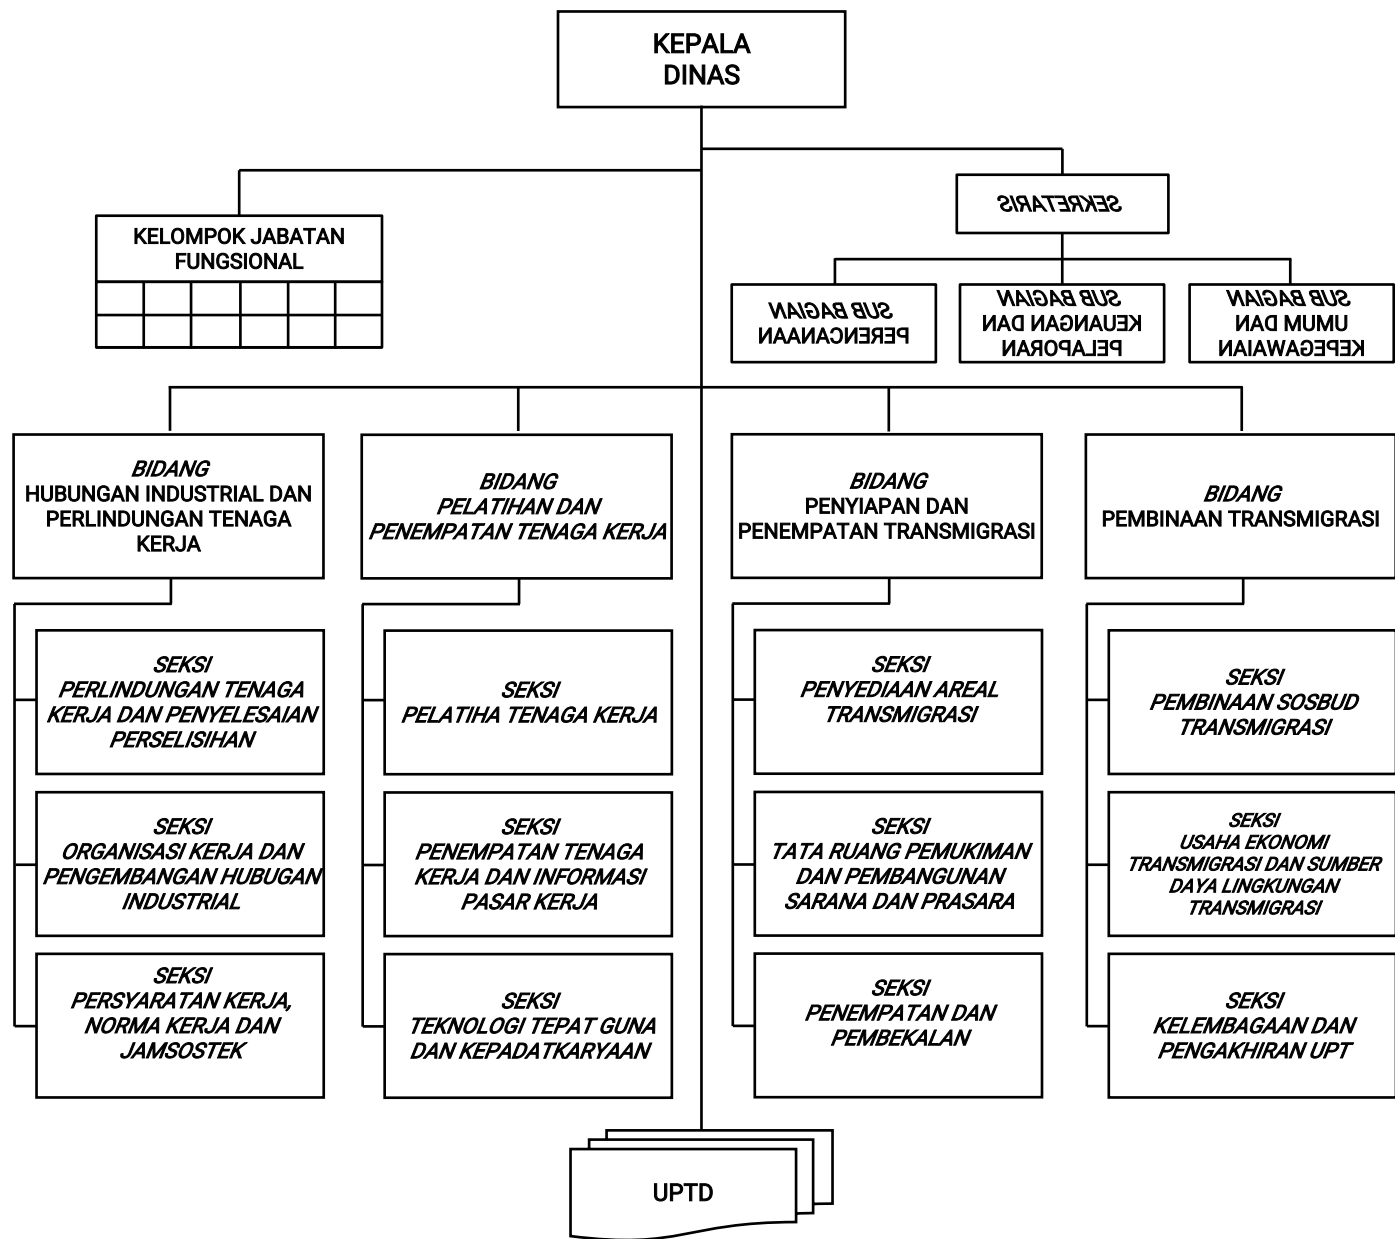 KEPALA
DINAS
SEKRETARIS
KELOMPOK JABATAN
FUNGSIONAL
SUB BAGIAN
PERENCANAAN
SUB BAGIAN
KEUANGAN DAN
PELAPORAN
SUB BAGIAN
UMUM DAN
KEPEGAWAIAN
BIDANG
HUBUNGAN INDUSTRIAL DAN
PERLINDUNGAN TENAGA
KERJA
BIDANG
PELATIHAN DAN
PENEMPATAN TENAGA KERJA
BIDANG
PENYIAPAN DAN
PENEMPATAN TRANSMIGRASI
BIDANG
PEMBINAAN TRANSMIGRASI
SEKSI
PERLINDUNGAN TENAGA
KERJA DAN PENYELESAIAN
PERSELISIHAN
SEKSI
PELATIHA TENAGA KERJA
SEKSI
PENYEDIAAN AREAL
TRANSMIGRASI
SEKSI
PEMBINAAN SOSBUD
TRANSMIGRASI
SEKSI
ORGANISASI KERJA DAN
PENGEMBANGAN HUBUGAN
INDUSTRIAL
SEKSI
PENEMPATAN TENAGA
KERJA DAN INFORMASI
PASAR KERJA
SEKSI
TATA RUANG PEMUKIMAN
DAN PEMBANGUNAN
SARANA DAN PRASARA
SEKSI
USAHA EKONOMI
TRANSMIGRASI DAN SUMBER
DAYA LINGKUNGAN
TRANSMIGRASI
SEKSI
PERSYARATAN KERJA,
NORMA KERJA DAN
JAMSOSTEK
SEKSI
TEKNOLOGI TEPAT GUNA
DAN KEPADATKARYAAN
SEKSI
PENEMPATAN DAN
PEMBEKALAN
SEKSI
KELEMBAGAAN DAN
PENGAKHIRAN UPT
UPTD